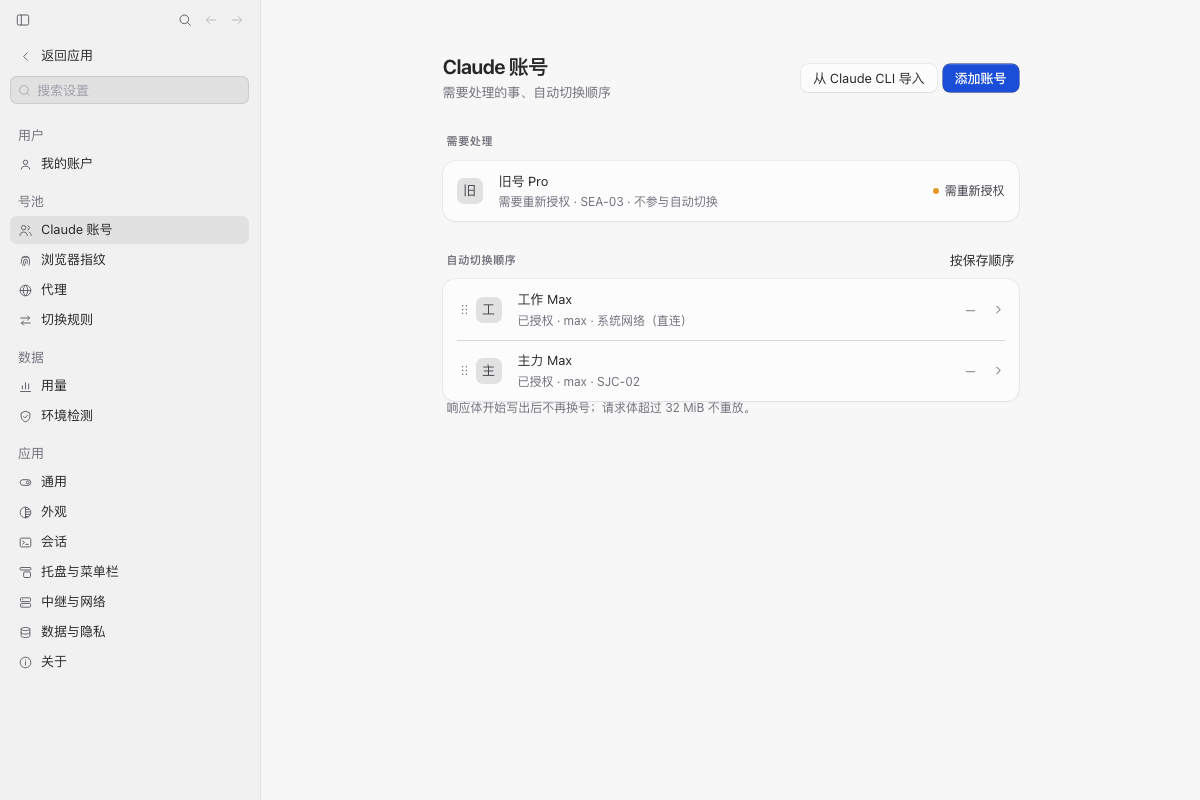 返回应用
搜索设置
用户
我的账户
号池
Claude 账号
浏览器指纹
代理
切换规则
数据
用量
环境检测
应用
通用
外观
会话
托盘与菜单栏
中继与网络
数据与隐私
关于
Claude 账号
需要处理的事、自动切换顺序
从 Claude CLI 导入
添加账号
需要处理
旧
旧号 Pro
需要重新授权 · SEA-03 · 不参与自动切换
需重新授权
自动切换顺序
按保存顺序
工
工作 Max
已授权 · max · 系统网络（直连）
—
主
主力 Max
已授权 · max · SJC-02
—
响应体开始写出后不再换号；请求体超过 32 MiB 不重放。